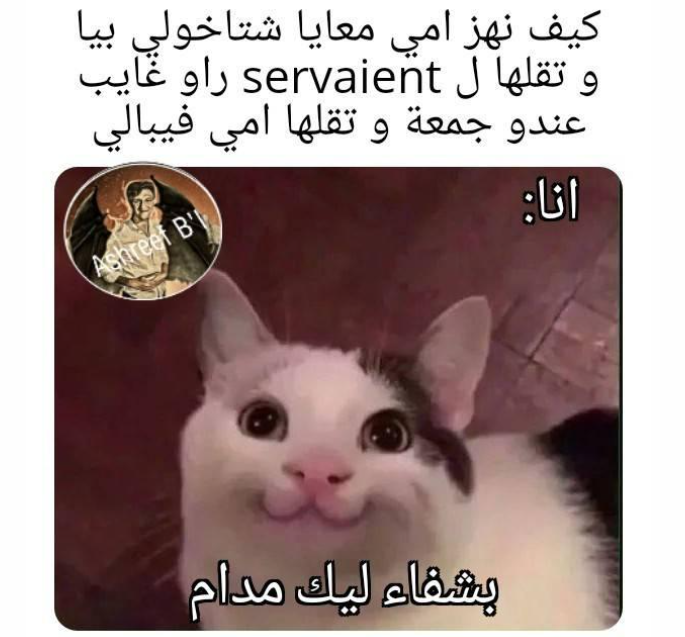 كيف نهز امي معايا شتاخولي بيا
و تقلها ل servaient راو غايب
عندو جمعة و تقلها امي فيبالي
انا:
Ashreef B'L
بشفاء ليك مدام